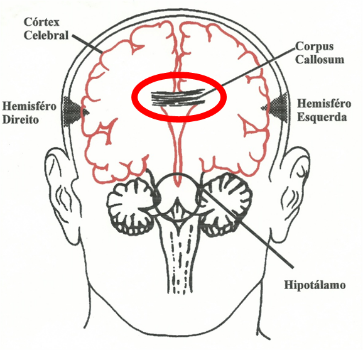 Córtex
Celebral
Corpus
Callosum
Hemisféro
Direito
Hemisféro
Esquerda
Hipotálamo